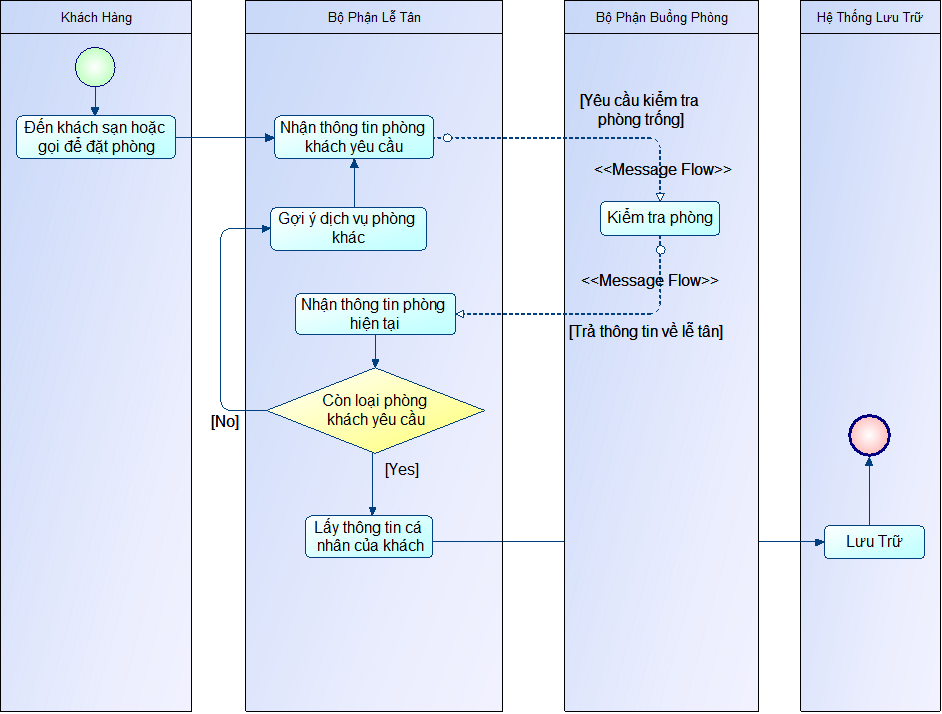 Khách Hàng
Bộ Phận Lễ Tân
Bộ Phận Buồng Phòng
Hệ Thống Lưu Trữ
Đến khách sạn hoặc
gọi để đặt phòng
Nhận thông tin phòng
khách yêu cầu
[Yêu cầu kiểm tra
phòng trống]
<<Message Flow>>
Kiểm tra phòng
Gợi ý dịch vụ phòng
khác
<<Message Flow>>
Nhận thông tin phòng
hiện tại
[Trả thông tin về lễ tân]
Còn loại phòng
khách yêu cầu
[No]
[Yes]
Lấy thông tin cá
nhân của khách
Lưu Trữ